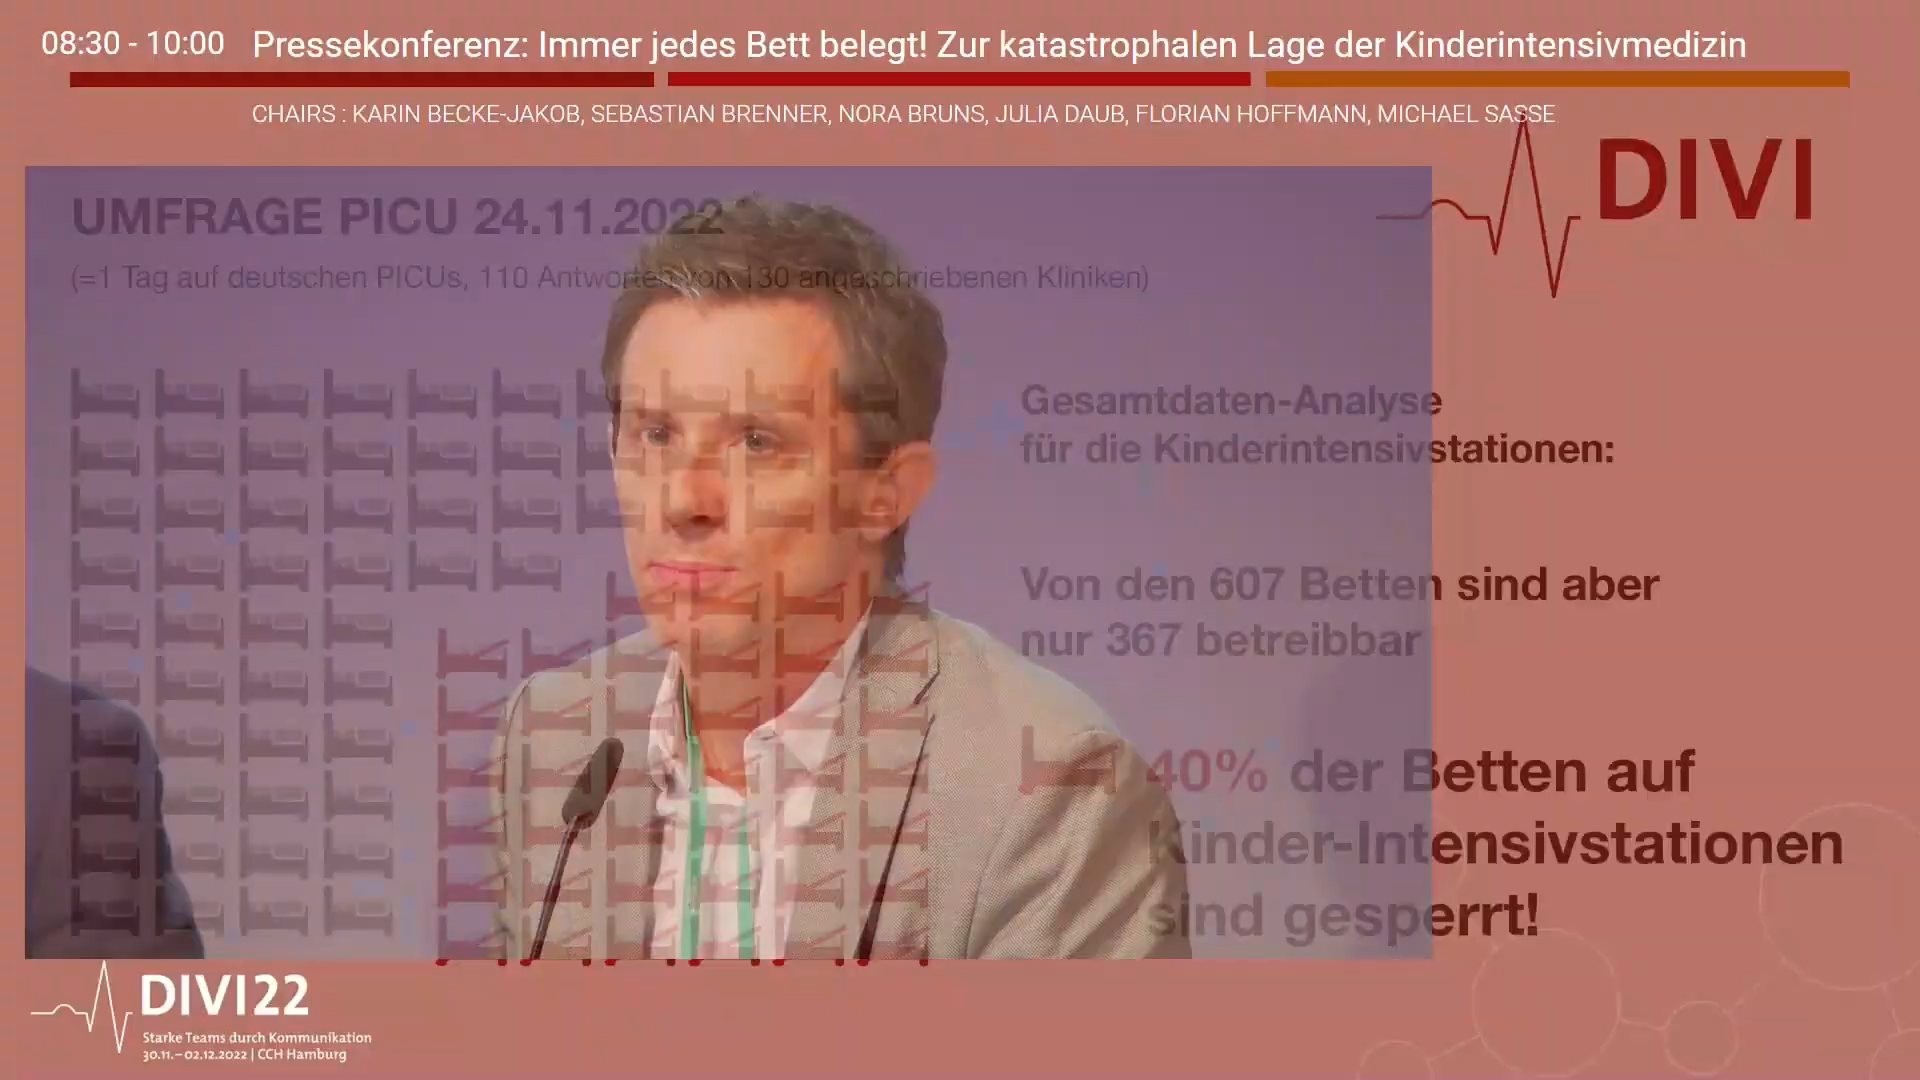 08:30 - 10:00 Pressekonferenz: Immer jedes Bett belegt! Zur katastrophalen Lage der Kinderintensivmedizin
CHAIRS : KARIN BECKE-JAKOB, SEBASTIAN BRENNER, NORA BRUNS, JULIA DAUB, FLORIAN HOFFMANN, MICHAEL SASSE
DIVI
UMFRAGE PICU 24.11.2022
(=1 Tag auf deutschen PICUs, 110 Antworten von 130 angeschriebenen Kliniken)
Gesamtdaten-Analyse
für die Kinderintensivstationen:
Von den 607 Betten sind aber
nur 367 betreibbar
40% der Betten auf
Kinder-Intensivstationen
sind gesperrt!
DIVI22
Starke Teams durch Kommunikation
30.11.–02.12.2022 | CCH Hamburg